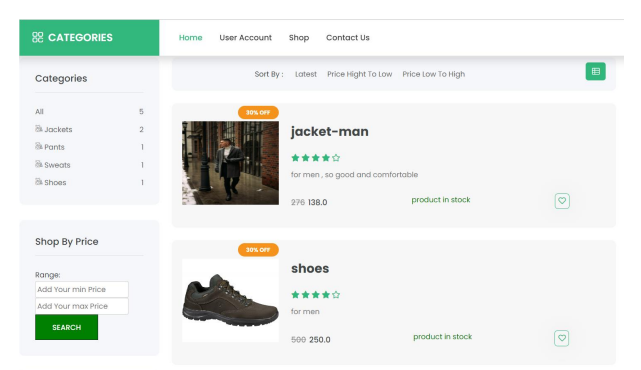 CATEGORIES
Home User Account Shop Contact Us
Categories
All 5
Jackets 2
Pants 1
Sweats 1
Shoes 1
Shop By Price
Range:
Add Your min Price
Add Your max Price
SEARCH
Sort By : Latest Price Hight To Low Price Low To High
30% OFF
jacket-man
for men , so good and comfortable
276 138.0 product in stock
30% OFF
shoes
for men
500 250.0 product in stock